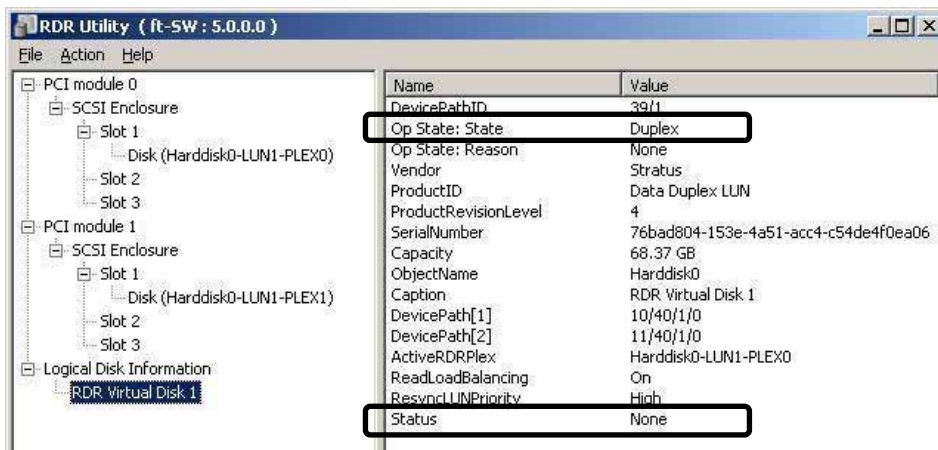 RDR Utility ( ft-SW : 5.0.0.0 )
File Action Help
PCI module 0
SCSI Enclosure
Slot 1
Disk (Harddisk0-LUN1-PLEX0)
Slot 2
Slot 3
PCI module 1
SCSI Enclosure
Slot 1
Disk (Harddisk0-LUN1-PLEX1)
Slot 2
Slot 3
Logical Disk Information
RDR Virtual Disk 1
Name Value
DevicePathID 39/1
Op State: State Duplex
Op State: Reason None
Vendor Stratus
ProductID Data Duplex LUN
ProductRevisionLevel 4
SerialNumber 76bad804-153e-4a51-acc4-c54de4f0ea06
Capacity 68.37 GB
ObjectName Harddisk0
Caption RDR Virtual Disk 1
DevicePath[1] 10/40/1/0
DevicePath[2] 11/40/1/0
ActiveRDRPlex Harddisk0-LUN1-PLEX0
ReadLoadBalancing On
ResyncLUNPriority High
Status None